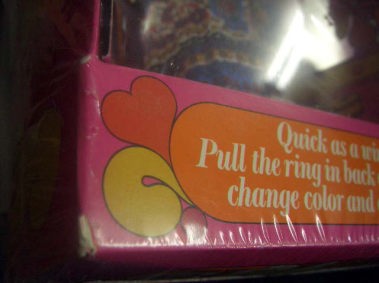 Quick as a
Pull the ring in back
change color and